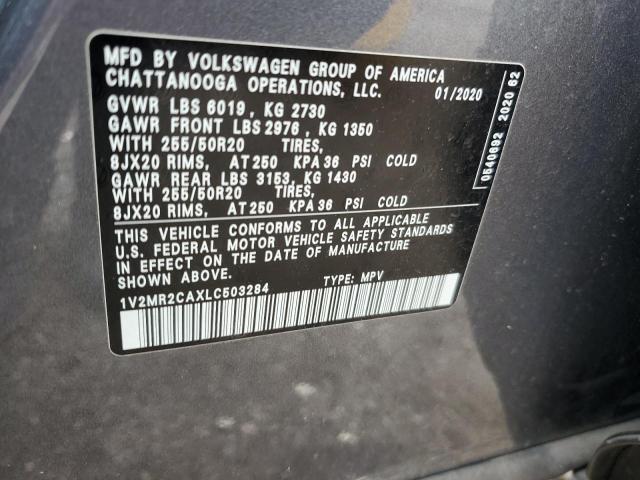 MFD BY VOLKSWAGEN GROUP OF AMERICA
CHATTANOOGA OPERATIONS, LLC. 01/2020
GVWR LBS 6019, KG 2730
GAWR FRONT LBS 2976, KG 1350
WITH 255/50R20 TIRES,
8JX20 RIMS, AT 250 KPA 36 PSI COLD
GAWR REAR LBS 3153, KG 1430
WITH 255/50R20 TIRES,
8JX20 RIMS, AT 250 KPA 36 PSI COLD
THIS VEHICLE CONFORMS TO ALL APPLICABLE
U.S. FEDERAL MOTOR VEHICLE SAFETY STANDARDS
IN EFFECT ON THE DATE OF MANUFACTURE
SHOWN ABOVE.
1V2MR2CAXLC503284 TYPE: MPV
0540692 2020 62